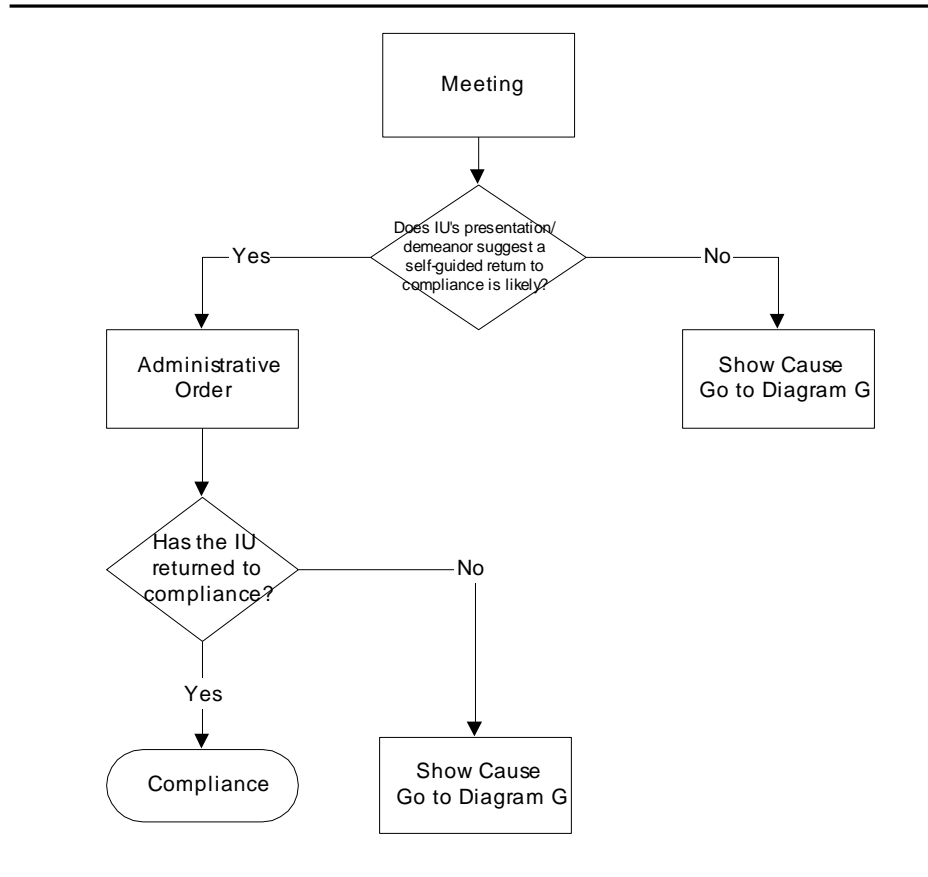 Meeting
Does IU's presentation/
demeanor suggest a
self-guided return to
compliance is likely?
Yes
No
Administrative
Order
Show Cause
Go to Diagram G
Has the IU
returned to
compliance?
No
Yes
Compliance
Show Cause
Go to Diagram G